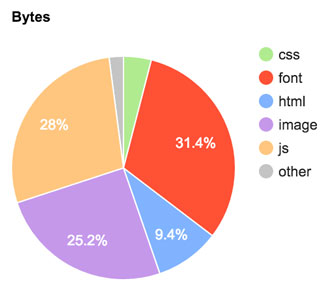 Bytes
css
font
html
image
js
other
31.4%
9.4%
25.2%
28%